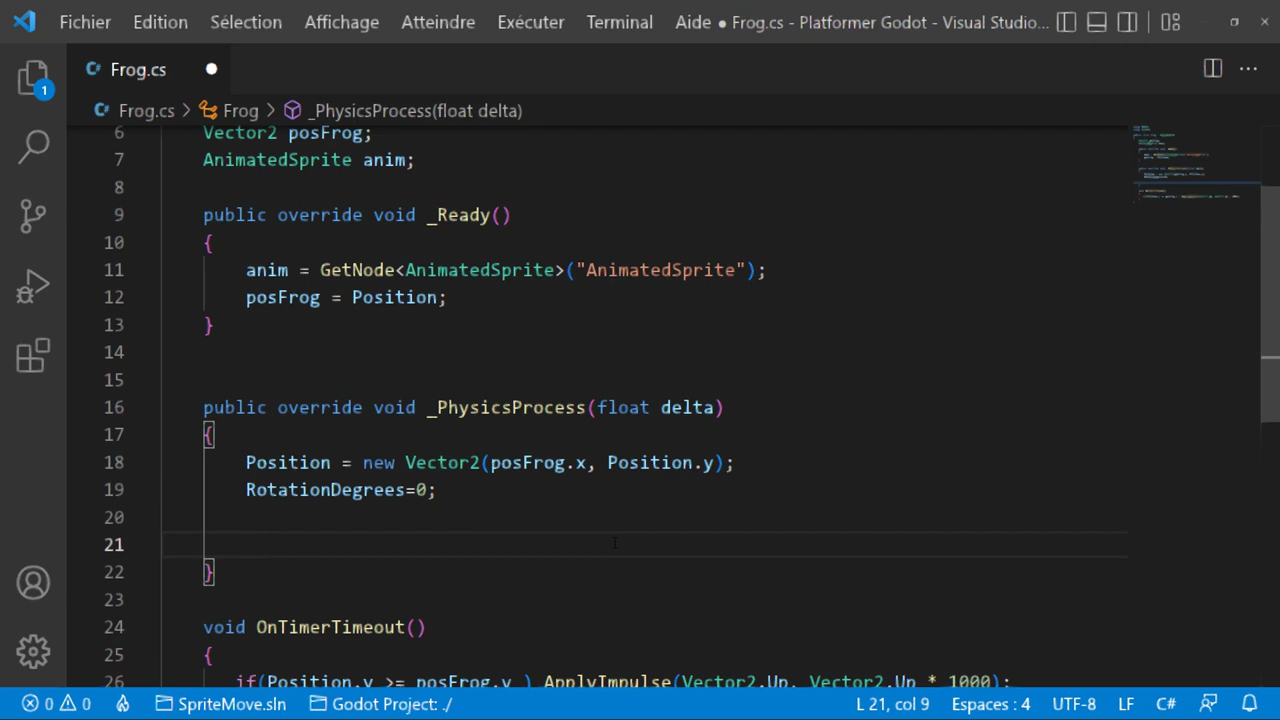 Fichier Edition Sélection Affichage Atteindre Exécuter Terminal Aide ● Frog.cs - Platformer Godot - Visual Studio...
Frog.cs
1
Frog.cs > Frog > _PhysicsProcess(float delta)
6 Vector2 posFrog;
7 AnimatedSprite anim;
8
9 public override void _Ready()
10 {
11 anim = GetNode<AnimatedSprite>("AnimatedSprite");
12 posFrog = Position;
13 }
14
15
16 public override void _PhysicsProcess(float delta)
17 {
18 Position = new Vector2(posFrog.x, Position.y);
19 RotationDegrees=0;
20
21
22 }
23
24 void OnTimerTimeout()
25 {
26 if(Position.y >= posFrog.y ) ApplyImpulse(Vector2.Up, Vector2.Up * 1000);
0 0 SpriteMove.sln Godot Project: ./ L 21, col 9 Espaces : 4 UTF-8 LF C#